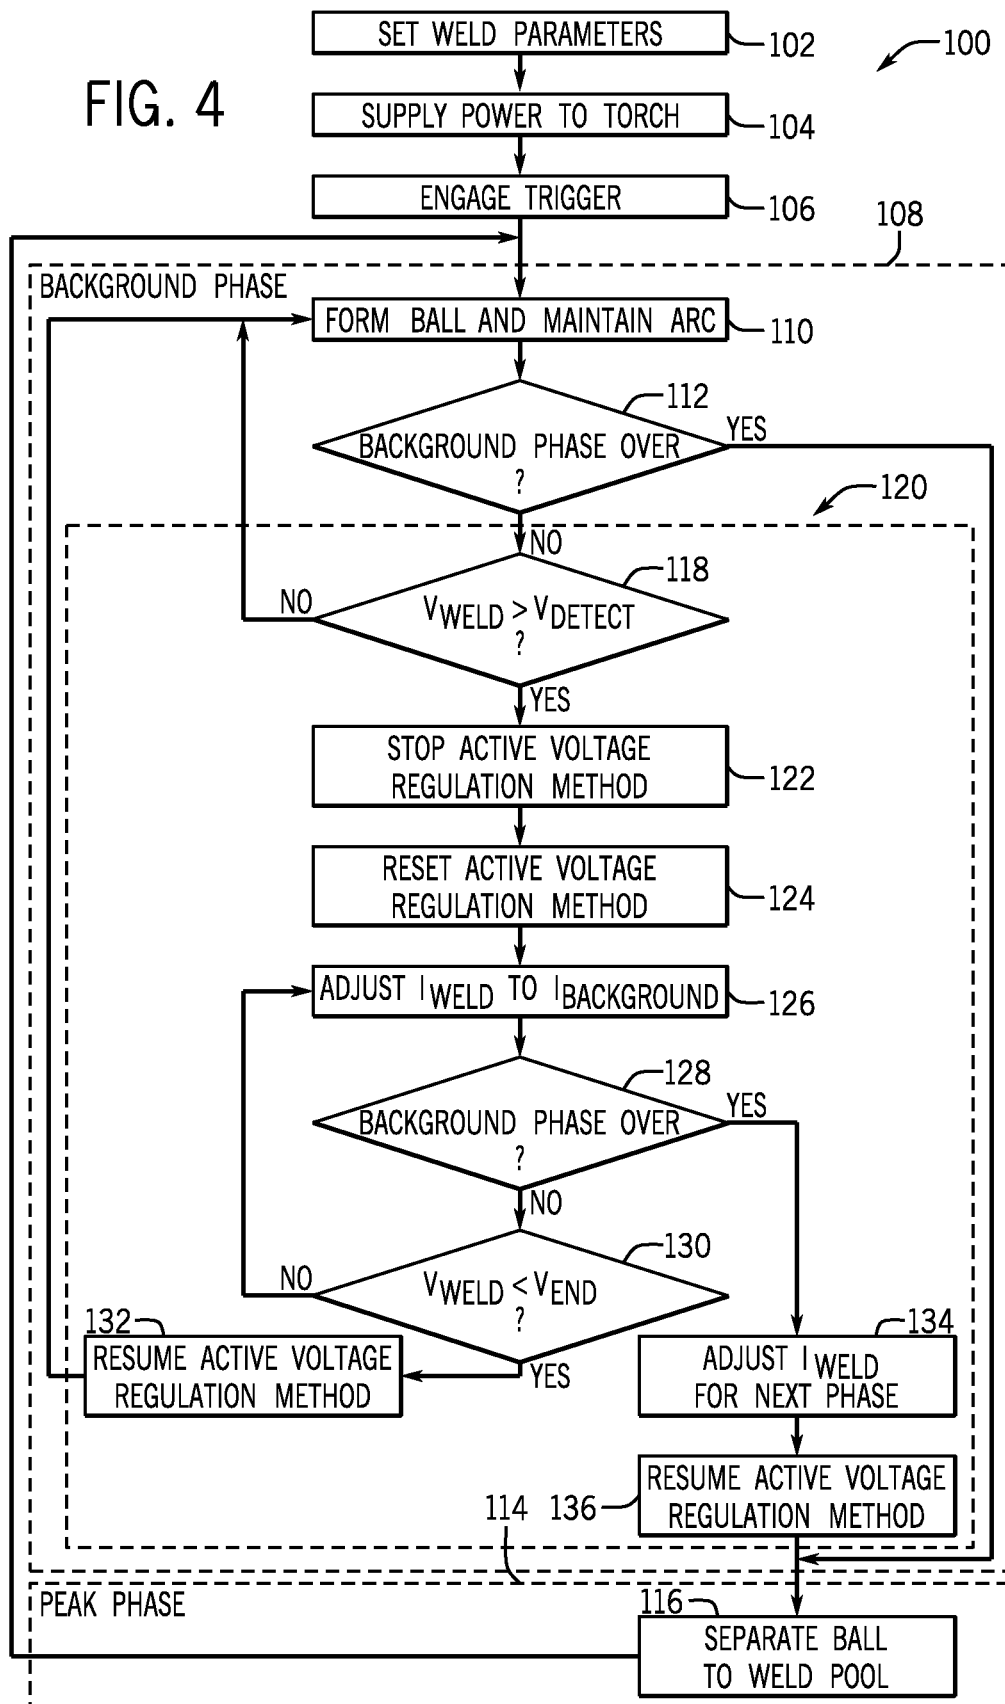 FIG. 4
SET WELD PARAMETERS
102
100
SUPPLY POWER TO TORCH
104
ENGAGE TRIGGER
106
108
BACKGROUND PHASE
FORM BALL AND MAINTAIN ARC
110
112
BACKGROUND PHASE OVER
?
YES
120
NO
118
NO
VWELD > VDETECT
?
YES
STOP ACTIVE VOLTAGE
REGULATION METHOD
122
RESET ACTIVE VOLTAGE
REGULATION METHOD
124
ADJUST IWELD TO IBACKGROUND
126
128
BACKGROUND PHASE OVER
?
YES
NO
130
NO
VWELD < VEND
?
YES
132
RESUME ACTIVE VOLTAGE
REGULATION METHOD
134
ADJUST IWELD
FOR NEXT PHASE
RESUME ACTIVE VOLTAGE
REGULATION METHOD
136
114
PEAK PHASE
116
SEPARATE BALL
TO WELD POOL